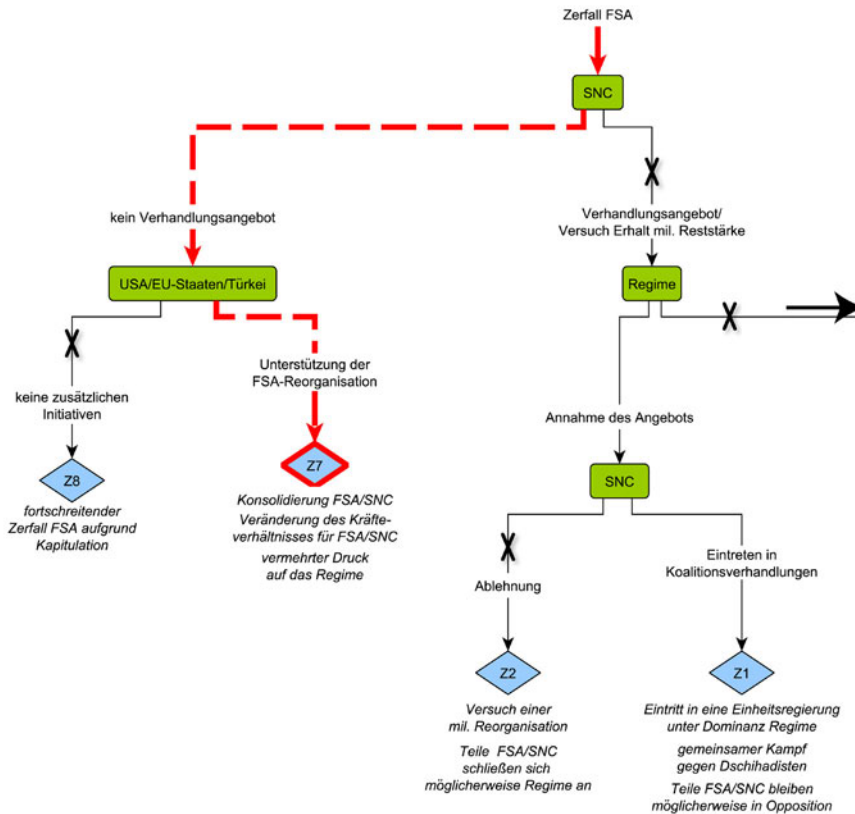 Zerfall FSA
SNC
kein Verhandlungsangebot
Verhandlungsangebot/
Versuch Erhalt mil. Reststärke
USA/EU-Staaten/Türkei
Regime
keine zusätzlichen
Initiativen
Unterstützung der
FSA-Reorganisation
Annahme des Angebots
Z8
fortschreitender
Zerfall FSA aufgrund
Kapitulation
Z7
Konsolidierung FSA/SNC
Veränderung des Kräfte-
verhältnisses für FSA/SNC
vermehrter Druck
auf das Regime
SNC
Ablehnung
Eintreten in
Koalitionsverhandlungen
Z2
Versuch einer
mil. Reorganisation
Teile FSA/SNC
schließen sich
möglicherweise Regime an
Z1
Eintritt in eine Einheitsregierung
unter Dominanz Regime
gemeinsamer Kampf
gegen Dschihadisten
Teile FSA/SNC bleiben
möglicherweise in Opposition